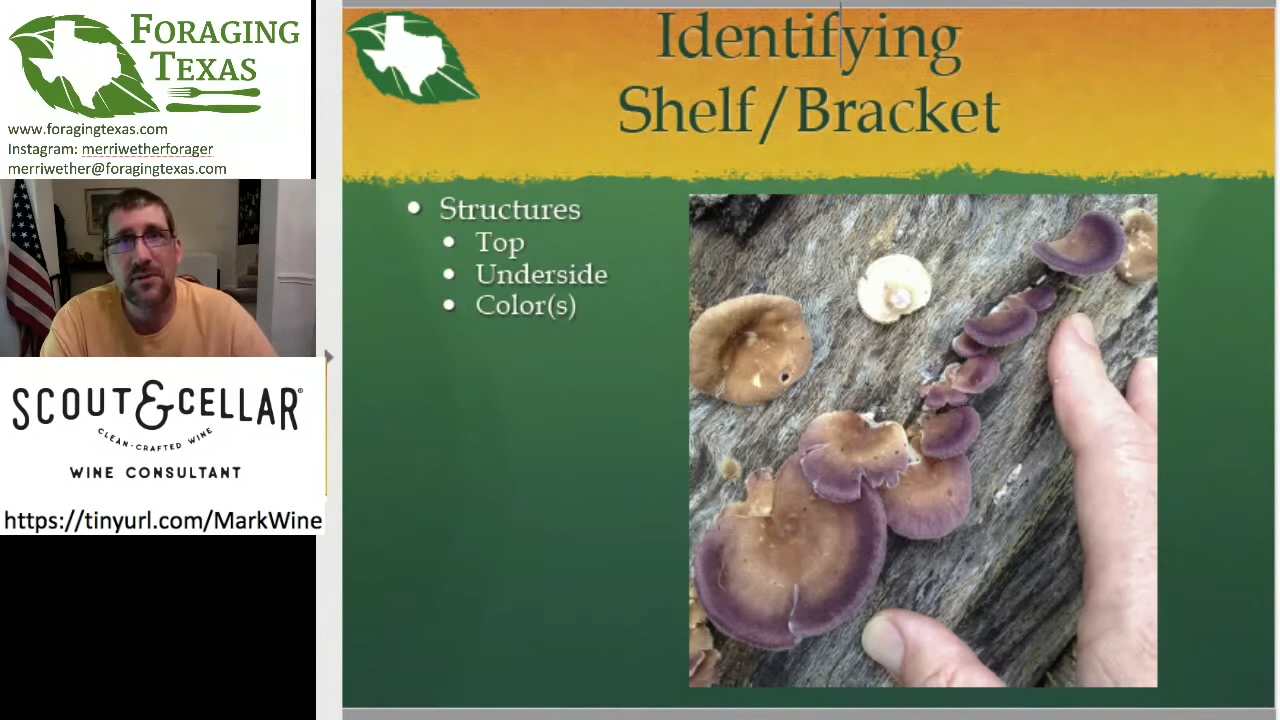 FORAGING
TEXAS
www.foragingtexas.com
Instagram: merriwetherforager
merriwether@foragingtexas.com
SCOUT&CELLAR®
CLEAN-CRAFTED WINE
WINE CONSULTANT
https://tinyurl.com/MarkWine
Identifying
Shelf/Bracket
• Structures
• Top
• Underside
• Color(s)